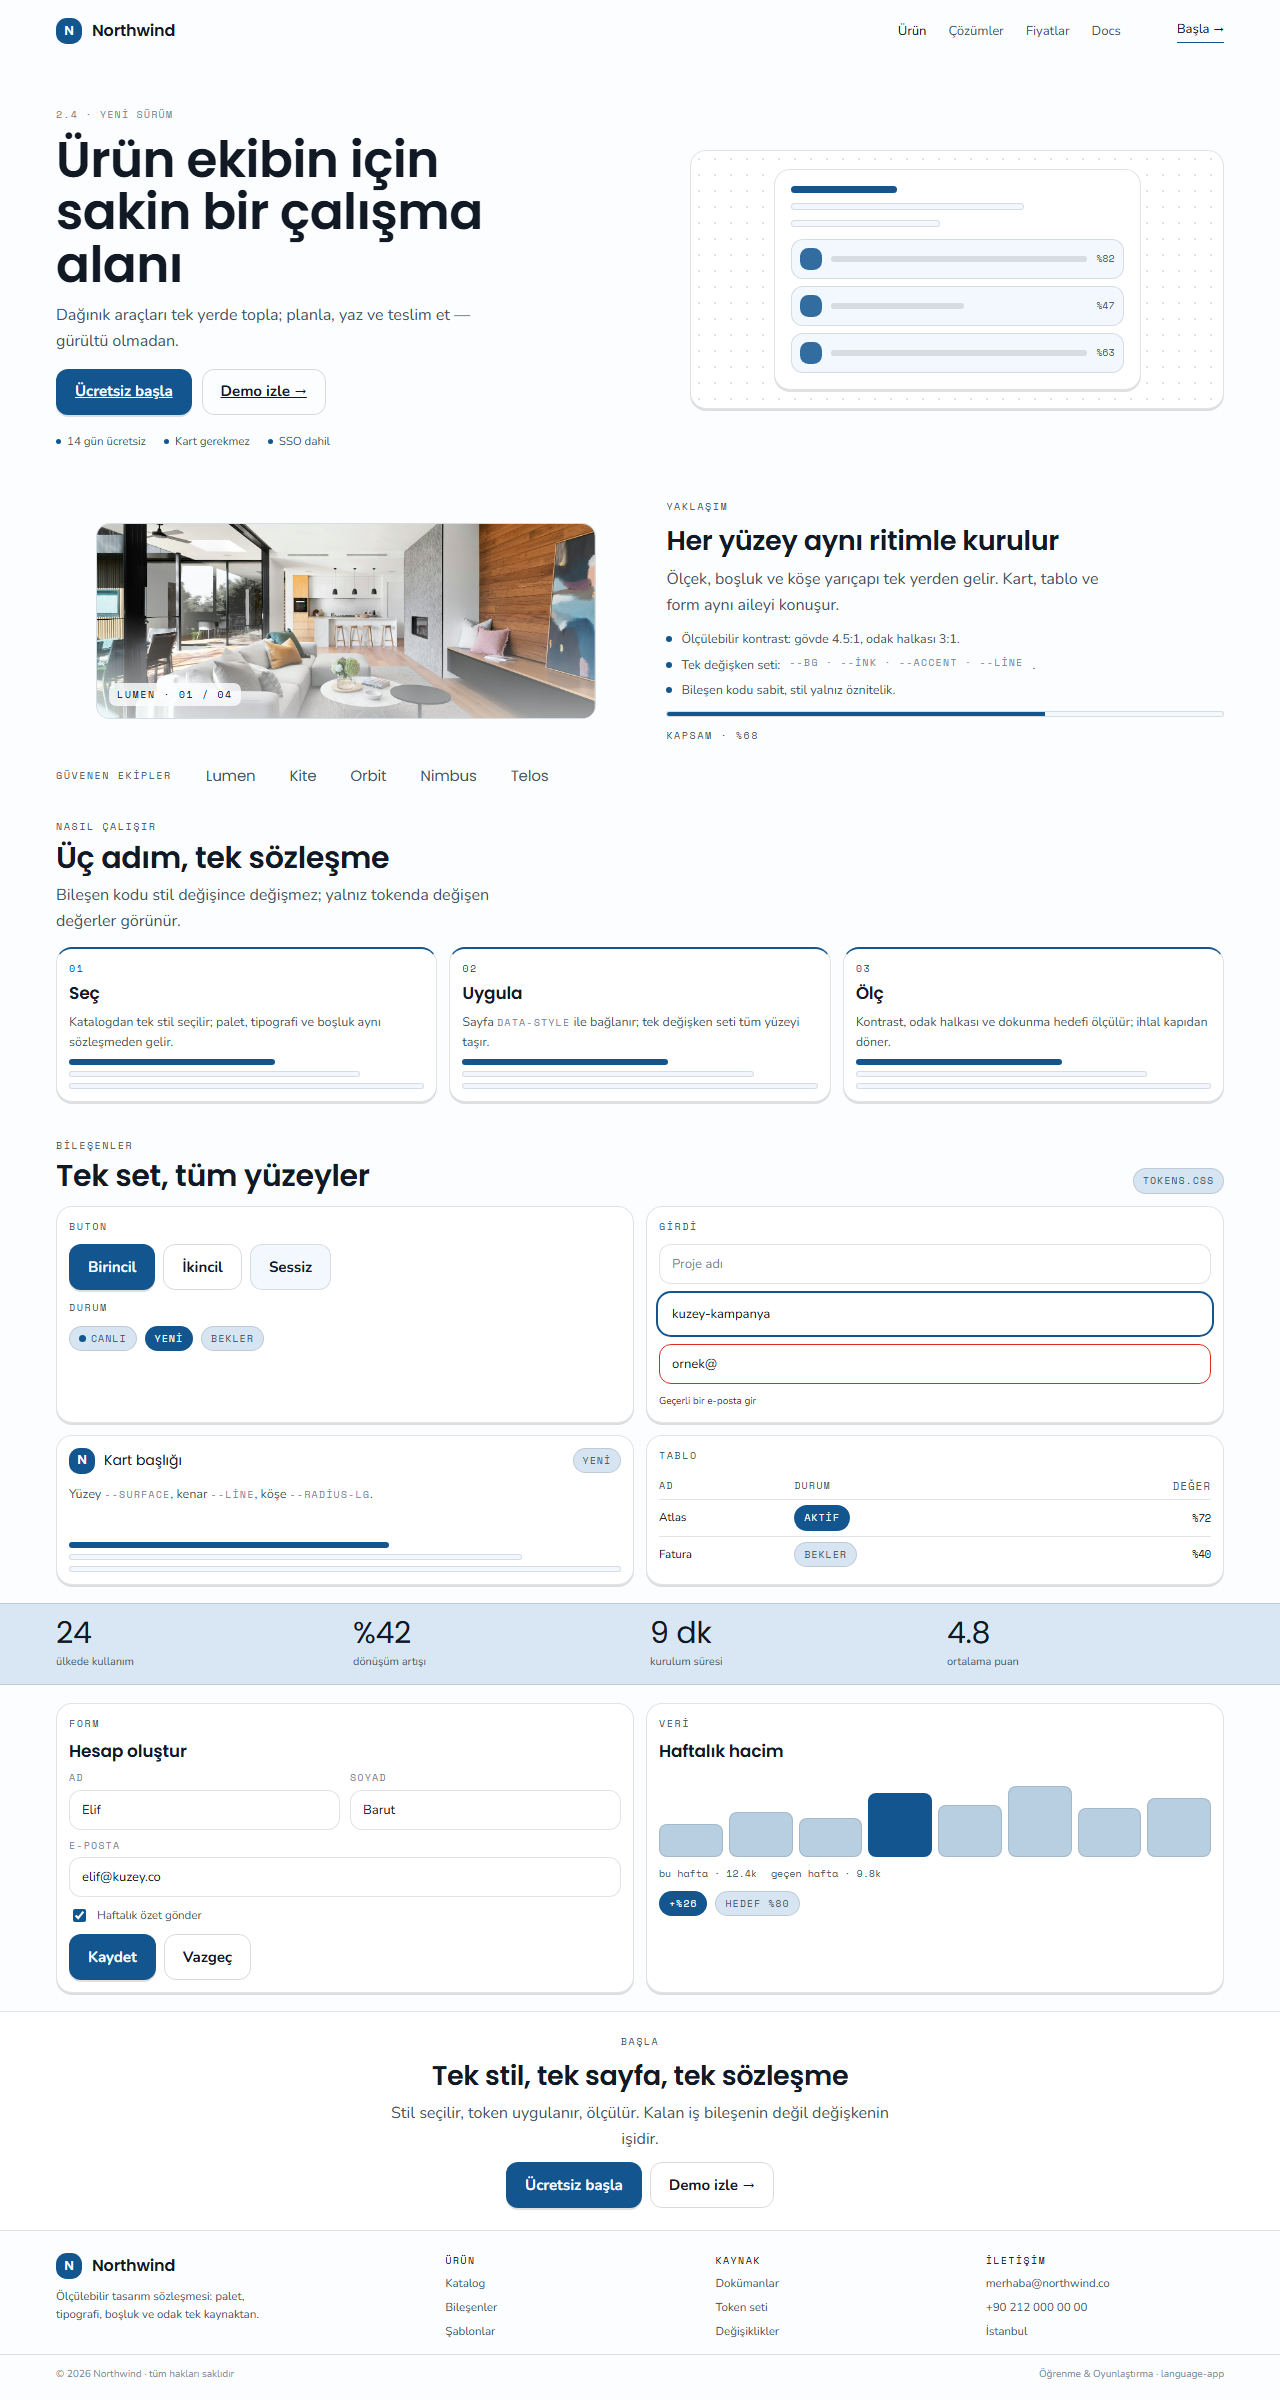 N Northwind
Ürün Çözümler Fiyatlar Docs Başla →
2.4 · YENİ SÜRÜM
Ürün ekibin için
sakin bir çalışma
alanı
Dağınık araçları tek yerde topla; planla, yaz ve teslim et —
gürültü olmadan.
Ücretsiz başla Demo izle →
14 gün ücretsiz Kart gerekmez SSO dahil
%82
%47
%63
LUMEN · 01 / 04
YAKLAŞIM
Her yüzey aynı ritimle kurulur
Ölçek, boşluk ve köşe yarıçapı tek yerden gelir. Kart, tablo ve
form aynı aileyi konuşur.
Ölçülebilir kontrast: gövde 4.5:1, odak halkası 3:1.
Tek değişken seti: --BG · --İNK · --ACCENT · --LİNE .
Bileşen kodu sabit, stil yalnız öznitelik.
KAPSAM · %68
GÜVENEN EKİPLER Lumen Kite Orbit Nimbus Telos
NASIL ÇALIŞIR
Üç adım, tek sözleşme
Bileşen kodu stil değişince değişmez; yalnız tokenda değişen
değerler görünür.
01
Seç
Katalogdan tek stil seçilir; palet, tipografi ve boşluk aynı
sözleşmeden gelir.
02
Uygula
Sayfa DATA-STYLE ile bağlanır; tek değişken seti tüm yüzeyi
taşır.
03
Ölç
Kontrast, odak halkası ve dokunma hedefi ölçülür; ihlal kapıdan
döner.
BİLEŞENLER
Tek set, tüm yüzeyler
TOKENS.CSS
BUTON
Birincil İkincil Sessiz
DURUM
CANLI YENİ BEKLER
GİRDİ
Proje adı
kuzey-kampanya
ornek@
Geçerli bir e-posta gir
N Kart başlığı YENİ
Yüzey --SURFACE, kenar --LİNE, köşe --RADİUS-LG.
TABLO
AD DURUM DEĞER
Atlas AKTİF %72
Fatura BEKLER %40
24 %42 9 dk 4.8
ülkede kullanım dönüşüm artışı kurulum süresi ortalama puan
FORM
Hesap oluştur
AD SOYAD
Elif Barut
E-POSTA
elif@kuzey.co
Haftalık özet gönder
Kaydet Vazgeç
VERİ
Haftalık hacim
bu hafta · 12.4k geçen hafta · 9.8k
+%26 HEDEF %80
BAŞLA
Tek stil, tek sayfa, tek sözleşme
Stil seçilir, token uygulanır, ölçülür. Kalan iş bileşenin değil değişkenin
işidir.
Ücretsiz başla Demo izle →
N Northwind
Ölçülebilir tasarım sözleşmesi: palet,
tipografi, boşluk ve odak tek kaynaktan.
ÜRÜN
Katalog
Bileşenler
Şablonlar
KAYNAK
Dokümanlar
Token seti
Değişiklikler
İLETİŞİM
merhaba@northwind.co
+90 212 000 00 00
İstanbul
© 2026 Northwind · tüm hakları saklıdır
Öğrenme & Oyunlaştırma · language-app